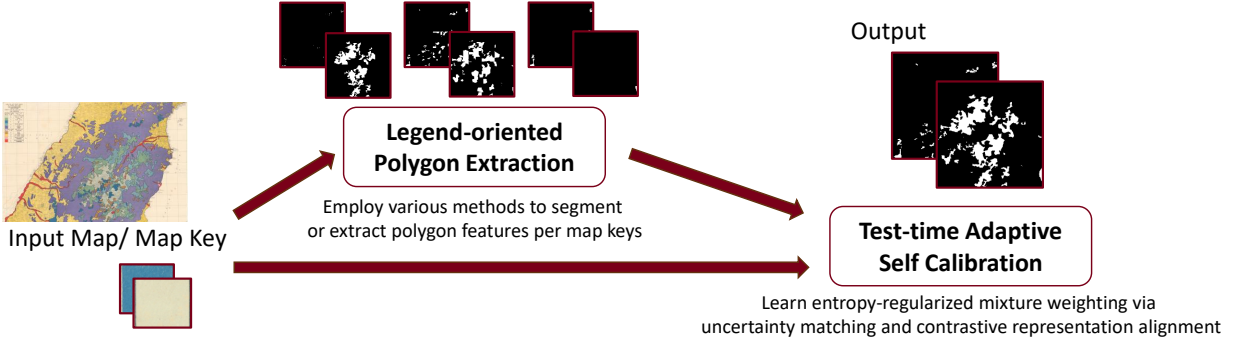 Output
Legend-oriented
Polygon Extraction
Employ various methods to segment
or extract polygon features per map keys
Input Map/ Map Key
Test-time Adaptive
Self Calibration
Learn entropy-regularized mixture weighting via
uncertainty matching and contrastive representation alignment